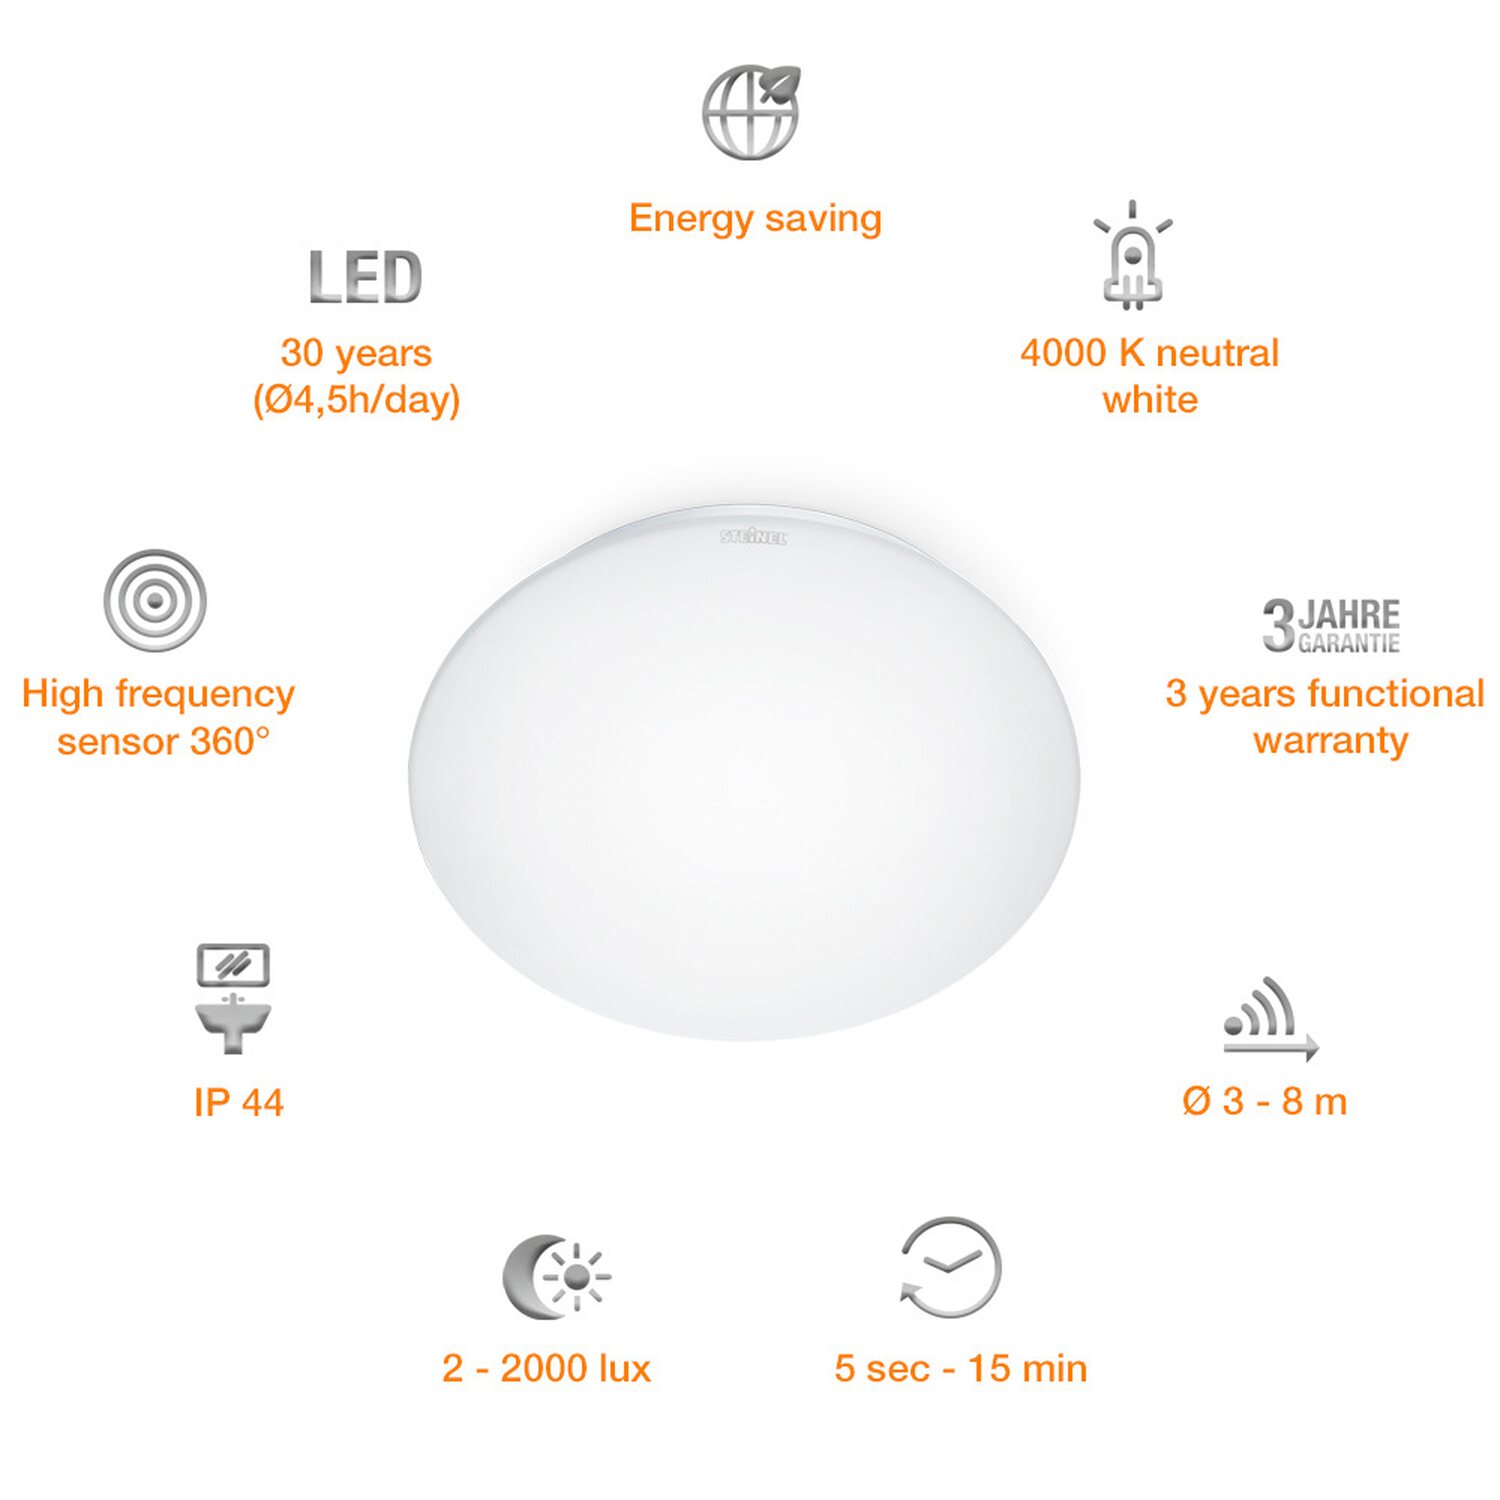 Energy saving
LED
30 years
(Ø4,5h/day)
4000 K neutral
white
STEINEL
High frequency
sensor 360°
3 JAHRE
GARANTIE
3 years functional
warranty
IP 44
Ø 3 - 8 m
2 - 2000 lux
5 sec - 15 min